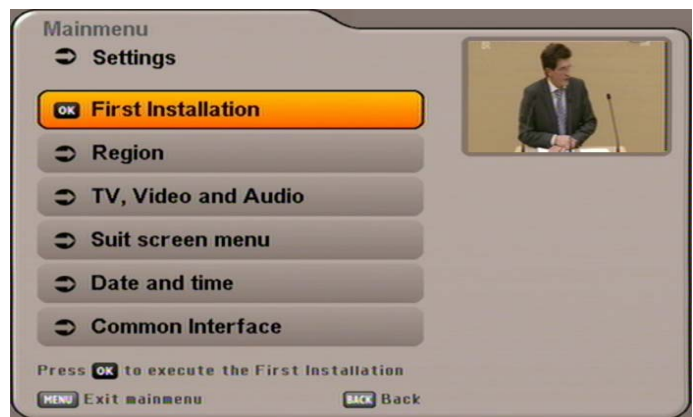 Mainmenu
Settings
OK First Installation
Region
TV, Video and Audio
Suit screen menu
Date and time
Common Interface
Press OK to execute the First Installation
MENU Exit mainmenu BACK Back